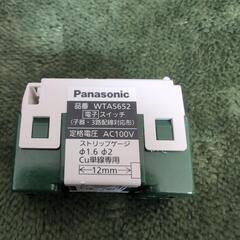 Panasonic
品番 WTA5652
電子スイッチ
(子器・3路配線対応形)
定格電圧 AC100V
ストリップゲージ
φ1.6 φ2
Cu単線専用
12mm